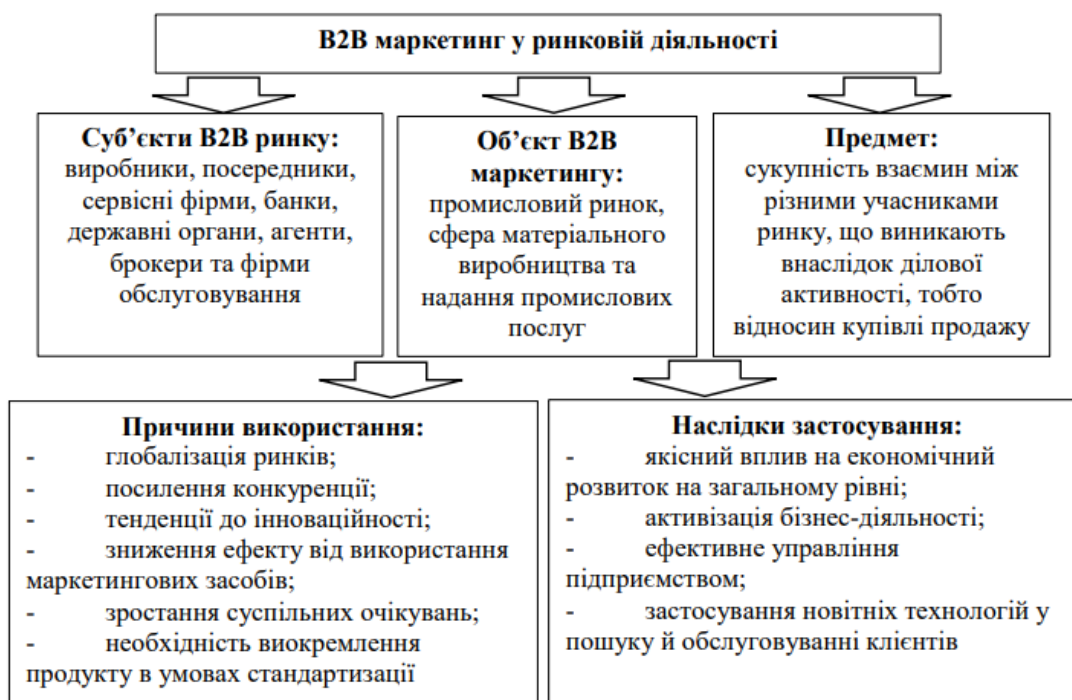 В2В маркетинг у ринковій діяльності
Суб’єкти В2В ринку:
виробники, посередники,
сервісні фірми, банки,
державні органи, агенти,
брокери та фірми
обслуговування
Об’єкт В2В
маркетингу:
промисловий ринок,
сфера матеріального
виробництва та
надання промислових
послуг
Предмет:
сукупність взаємин між
різними учасниками
ринку, що виникають
внаслідок ділової
активності, тобто
відносин купівлі продажу
Причини використання:
- глобалізація ринків;
- посилення конкуренції;
- тенденції до інноваційності;
- зниження ефекту від використання
маркетингових засобів;
- зростання суспільних очікувань;
- необхідність виокремлення
продукту в умовах стандартизації
Наслідки застосування:
- якісний вплив на економічний
розвиток на загальному рівні;
- активізація бізнес-діяльності;
- ефективне управління
підприємством;
- застосування новітніх технологій у
пошуку й обслуговуванні клієнтів